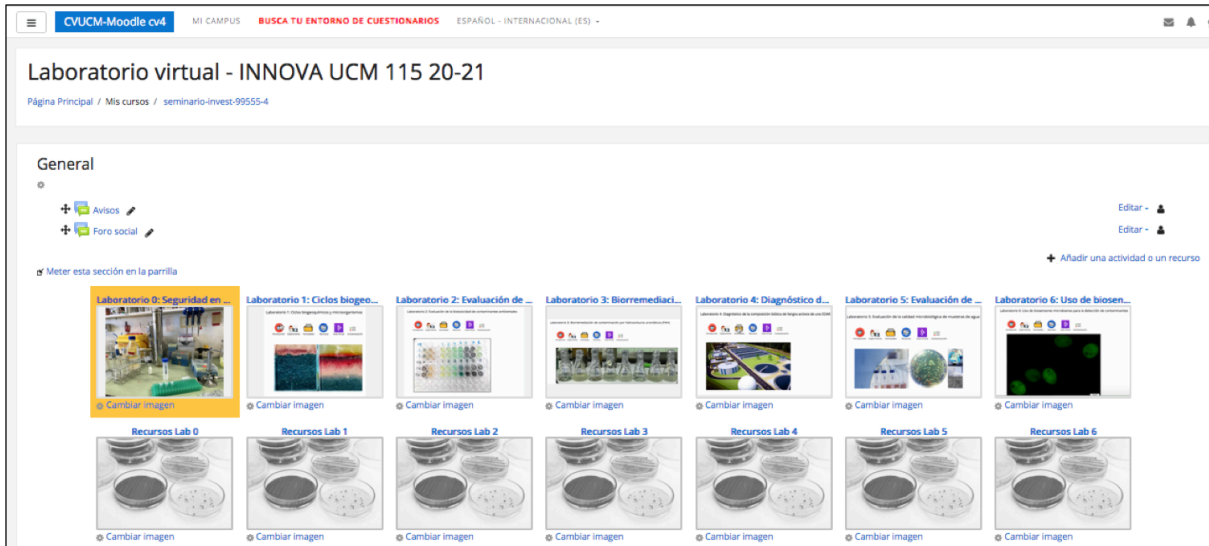 CVUCM-Moodle cv4 MI CAMPUS BUSCA TU ENTORNO DE CUESTIONARIOS ESPAÑOL - INTERNACIONAL (ES)
Laboratorio virtual - INNOVA UCM 115 20-21
Página Principal / Mis cursos / seminario-invest-99555-4
General
Avisos Editar
Foro social Editar
Añadir una actividad o un recurso
Meter esta sección en la parrilla
Laboratorio 0: Seguridad en ... Laboratorio 1: Ciclos biogeo... Laboratorio 2: Evaluación de ... Laboratorio 3: Biorremediaci... Laboratorio 4: Diagnóstico d... Laboratorio 5: Evaluación de ... Laboratorio 6: Uso de biosen...
Laboratorio 1: Ciclos biogeoquímicos y microorganismos
Cambiar imagen Cambiar imagen Cambiar imagen Cambiar imagen Cambiar imagen Cambiar imagen Cambiar imagen
Recursos Lab 0 Recursos Lab 1 Recursos Lab 2 Recursos Lab 3 Recursos Lab 4 Recursos Lab 5 Recursos Lab 6
Cambiar imagen Cambiar imagen Cambiar imagen Cambiar imagen Cambiar imagen Cambiar imagen Cambiar imagen